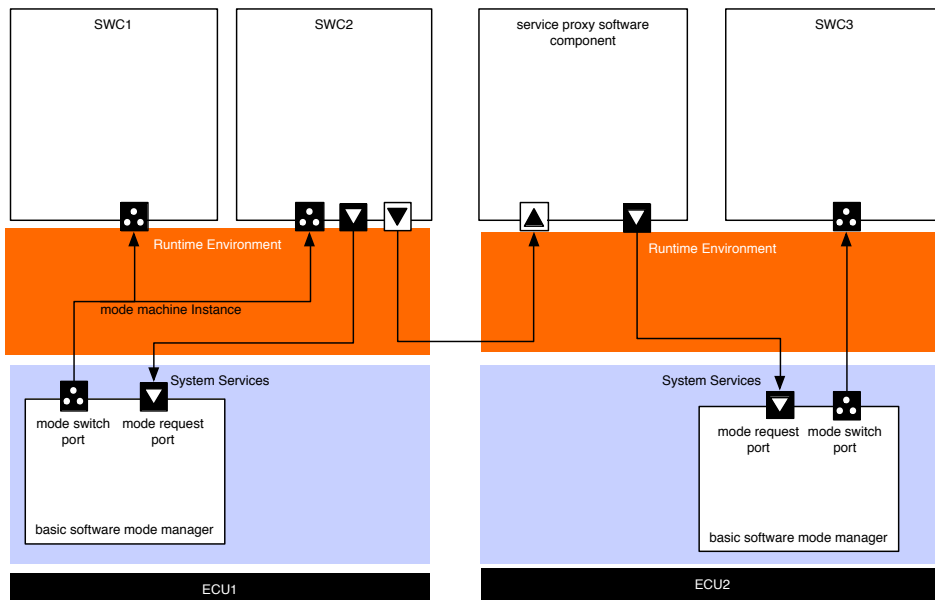 SWC1
SWC2
service proxy software
component
SWC3
Runtime Environment
Runtime Environment
mode machine Instance
System Services
System Services
mode switch
port
mode request
port
mode request
port
mode switch
port
basic software mode manager
basic software mode manager
ECU1
ECU2